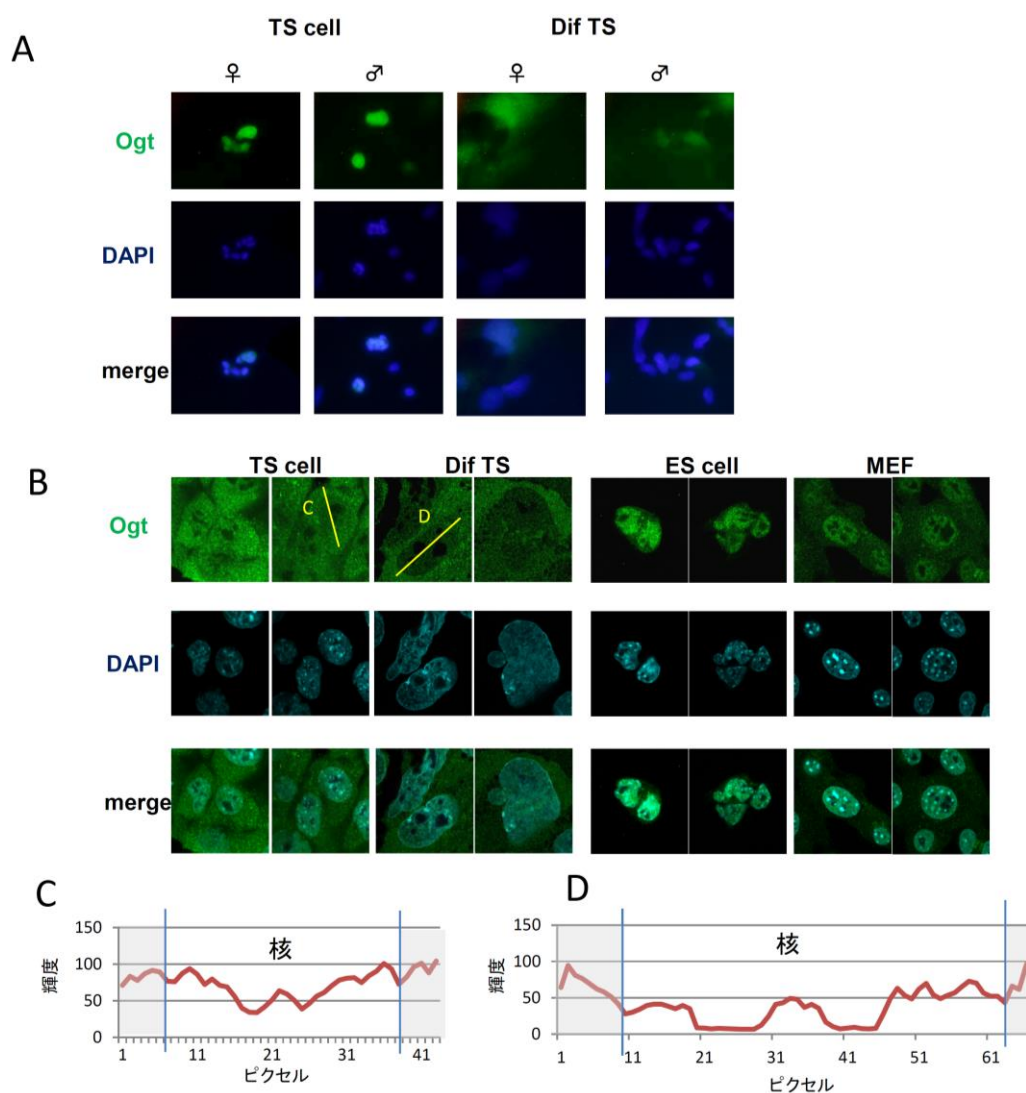 A
TS cell Dif TS
♀ ♂ ♀ ♂
Ogt
DAPI
merge
B
TS cell Dif TS ES cell MEF
Ogt
C D
DAPI
merge
C
150
100
50
0
輝度
核
1 11 21 31 41
ピクセル
D
150
100
50
0
輝度
核
1 11 21 31 41 51 61
ピクセル